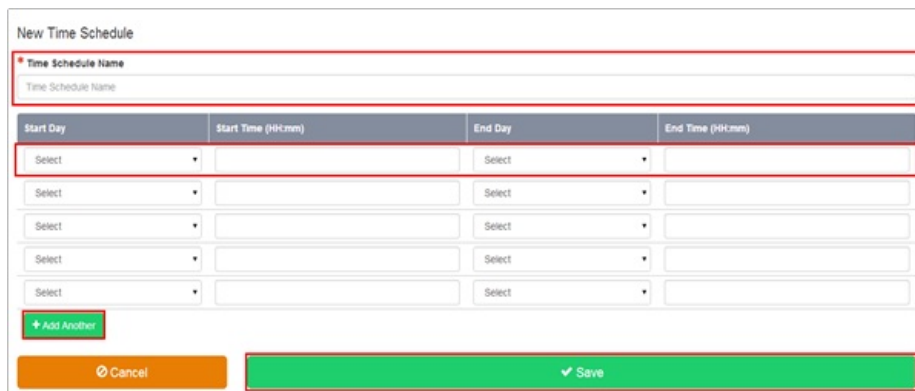 New Time Schedule
* Time Schedule Name
Time Schedule Name
Start Day Start Time (HH:mm) End Day End Time (HH:mm)
Select Select
Select Select
Select Select
Select Select
Select Select
+ Add Another
Cancel Save